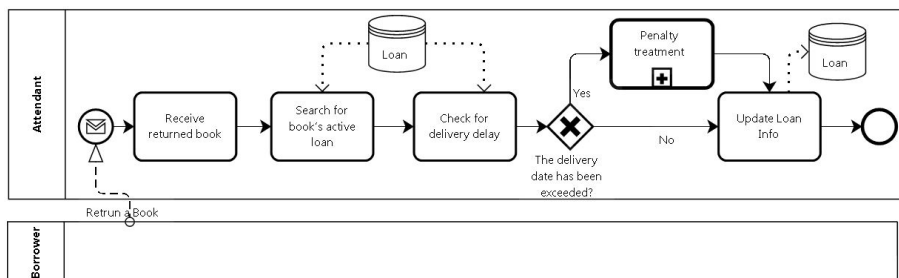 Attendant
Receive
returned book
Search for
book's active
loan
Loan
Check for
delivery delay
Yes
The delivery
date has been
exceeded?
Penalty
treatment
No
Update Loan
Info
Loan
Retrun a Book
Borrower